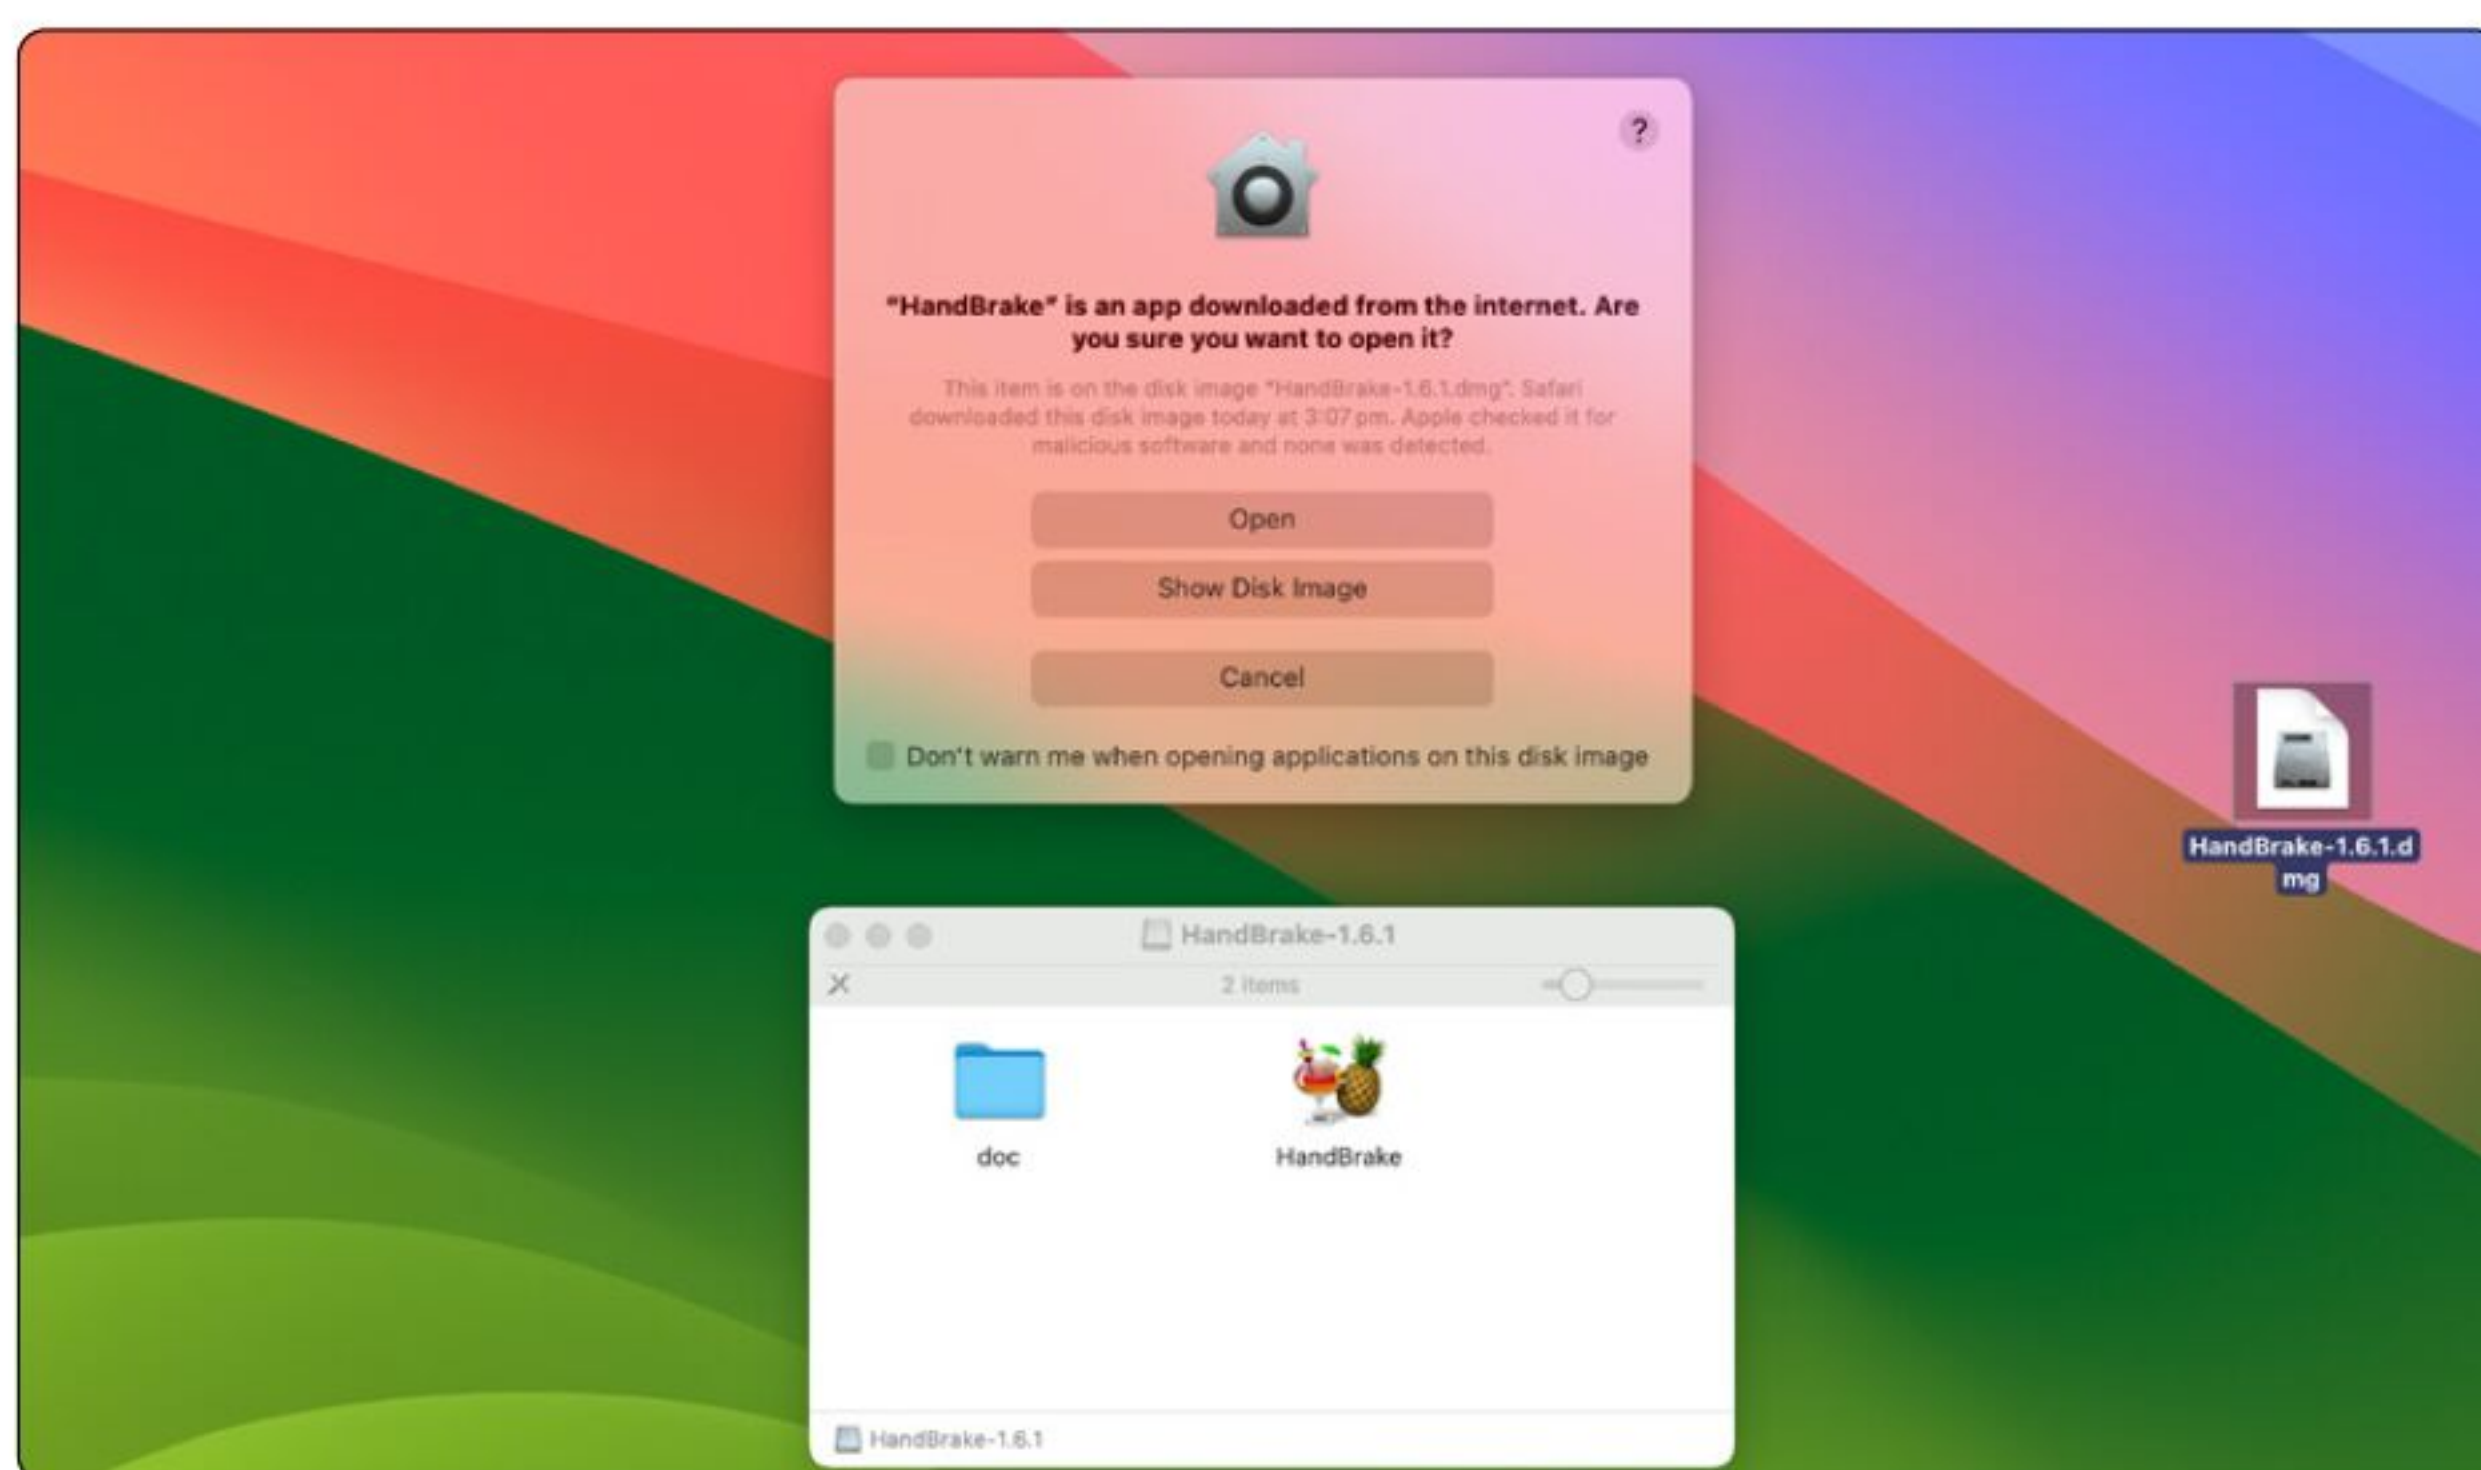 ?
“HandBrake” is an app downloaded from the internet. Are
you sure you want to open it?
This item is on the disk image “HandBrake-1.6.1.dmg”. Safari
downloaded this disk image today at 3:07 pm. Apple checked it for
malicious software and none was detected.
Open
Show Disk Image
Cancel
Don't warn me when opening applications on this disk image
HandBrake-1.6.1.d
mg
HandBrake-1.6.1
2 items
doc
HandBrake
HandBrake-1.6.1